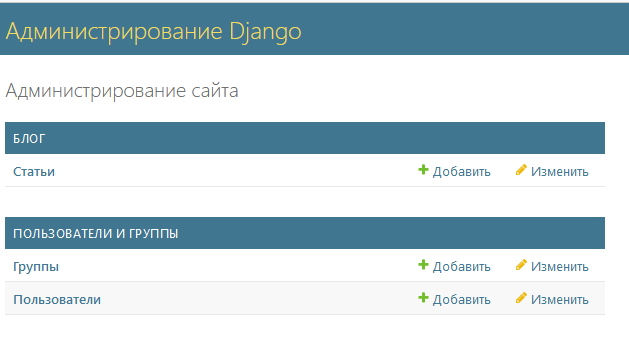 Администрирование Django
Администрирование сайта
БЛОГ
Статьи Добавить Изменить
ПОЛЬЗОВАТЕЛИ И ГРУППЫ
Группы Добавить Изменить
Пользователи Добавить Изменить